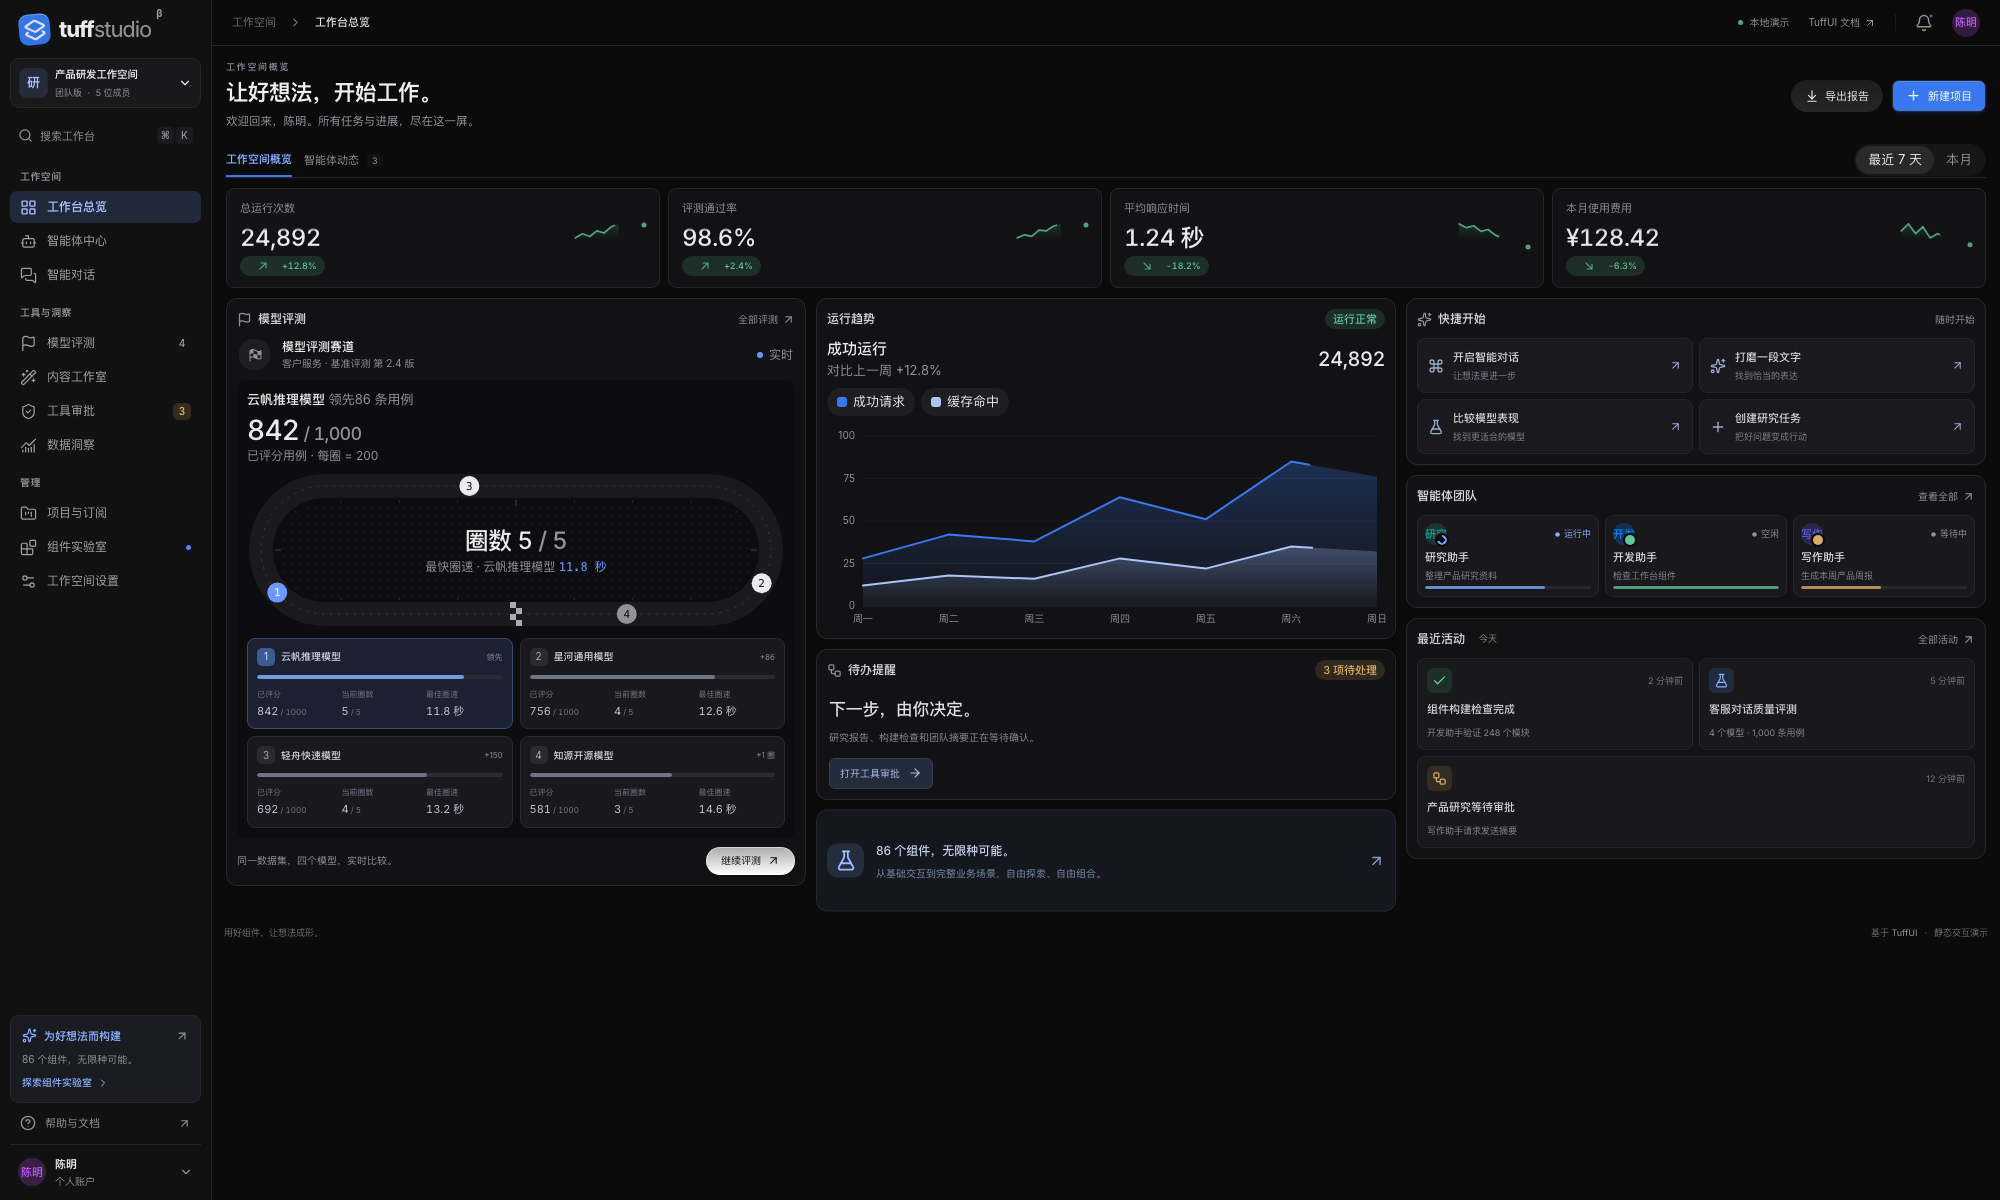 tuffstudio β
产品研发工作空间
团队版 · 5 位成员
搜索工作台 ⌘ K
工作空间
工作台总览
智能体中心
智能对话
工具与洞察
模型评测 4
内容工作室
工具审批 3
数据洞察
管理
项目与订阅
组件实验室
工作空间设置
为好想法而构建
86 个组件，无限种可能。
探索组件实验室
帮助与文档
陈明 陈明
个人账户
工作空间 工作台总览
本地演示 TuffUI 文档 陈明
工作空间概览
让好想法，开始工作。
欢迎回来，陈明。所有任务与进展，尽在这一屏。
导出报告 新建项目
工作空间概览 智能体动态 3
最近 7 天 本月
总运行次数
24,892
+12.8%
评测通过率
98.6%
+2.4%
平均响应时间
1.24 秒
-18.2%
本月使用费用
¥128.42
-6.3%
模型评测 全部评测
模型评测赛道
客户服务 · 基准评测 第 2.4 版
实时
云帆推理模型 领先86 条用例
842 / 1,000
已评分用例 · 每圈 = 200
3
圈数 5 / 5
最快圈速 · 云帆推理模型 11.8 秒
1
2
4
1 云帆推理模型 领先
已评分 当前圈数 最佳圈速
842 / 1000 5 / 5 11.8 秒
2 星河通用模型 +86
已评分 当前圈数 最佳圈速
756 / 1000 4 / 5 12.6 秒
3 轻舟快速模型 +150
已评分 当前圈数 最佳圈速
692 / 1000 4 / 5 13.2 秒
4 知源开源模型 +1 圈
已评分 当前圈数 最佳圈速
581 / 1000 3 / 5 14.6 秒
同一数据集，四个模型，实时比较。
继续评测
运行趋势 运行正常
成功运行
对比上一周 +12.8%
24,892
成功请求 缓存命中
100
75
50
25
0
周一 周二 周三 周四 周五 周六 周日
待办提醒 3 项待处理
下一步，由你决定。
研究报告、构建检查和团队摘要正在等待确认。
打开工具审批
86 个组件，无限种可能。
从基础交互到完整业务场景，自由探索、自由组合。
快捷开始 随时开始
开启智能对话
让想法更进一步
打磨一段文字
找到恰当的表达
比较模型表现
找到更适合的模型
创建研究任务
把好问题变成行动
智能体团队 查看全部
研究 运行中
研究助手
整理产品研究资料
开发 空闲
开发助手
检查工作台组件
写作 等待中
写作助手
生成本周产品周报
最近活动 今天 全部活动
2 分钟前
组件构建检查完成
开发助手验证 248 个模块
5 分钟前
客服对话质量评测
4 个模型 · 1,000 条用例
12 分钟前
产品研究等待审批
写作助手请求发送摘要
用好组件，让想法成形。
基于 TuffUI · 静态交互演示